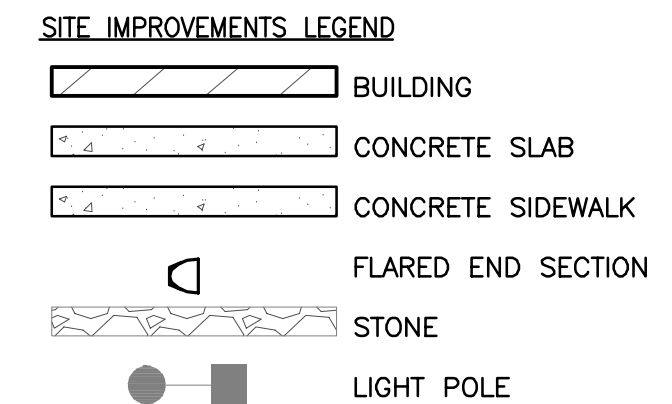 SITE IMPROVEMENTS LEGEND
BUILDING
CONCRETE SLAB
CONCRETE SIDEWALK
FLARED END SECTION
STONE
LIGHT POLE